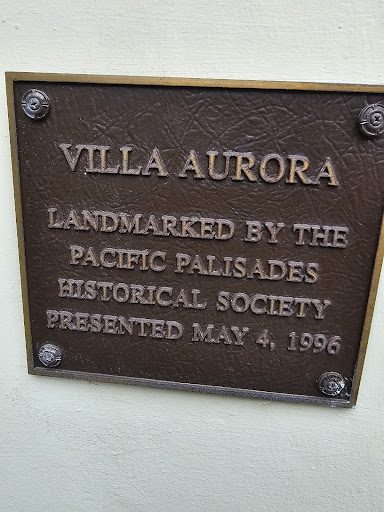 VILLA AURORA
LANDMARKED BY THE
PACIFIC PALISADES
HISTORICAL SOCIETY
PRESENTED MAY 4, 1996